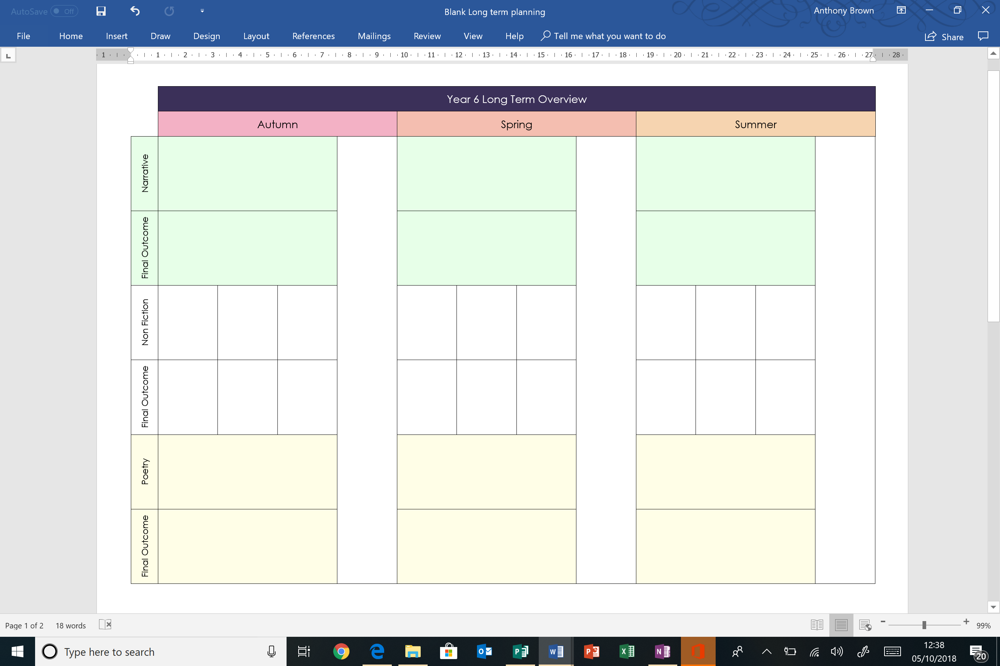 AutoSave Off
Blank Long term planning
Anthony Brown
File Home Insert Draw Design Layout References Mailings Review View Help Tell me what you want to do
Share
1 1 2 3 4 5 6 7 8 9 10 11 12 13 14 15 16 17 18 19 20 21 22 23 24 25 26 27 28
Year 6 Long Term Overview
Autumn Spring Summer
Narrative
Final Outcome
Non Fiction
Final Outcome
Poetry
Final Outcome
Page 1 of 2 18 words
99%
Type here to search
12:38
05/10/2018
20